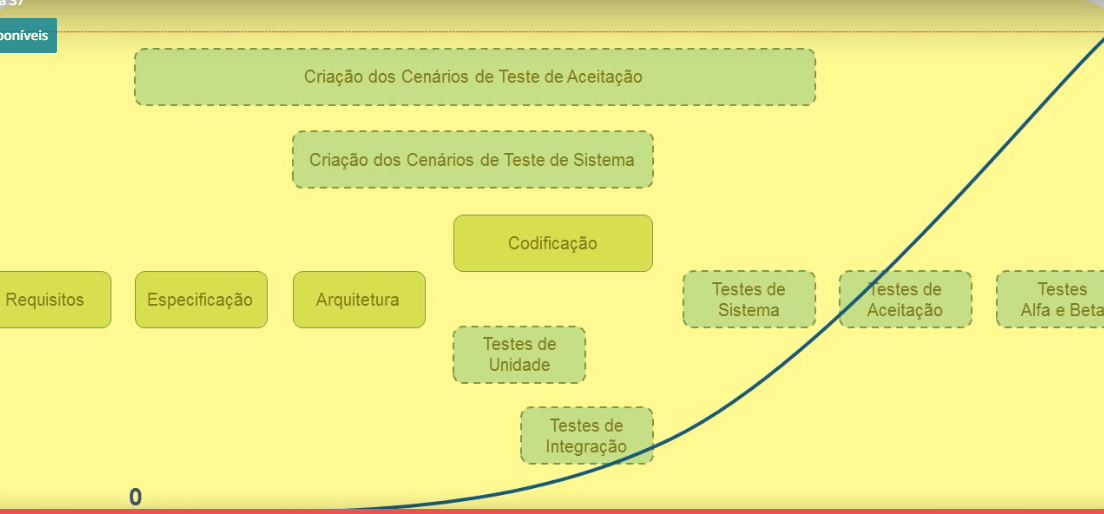 Criação dos Cenários de Teste de Aceitação
Criação dos Cenários de Teste de Sistema
Codificação
Requisitos
Especificação
Arquitetura
Testes de
Sistema
Testes de
Aceitação
Testes
Alfa e Beta
Testes de
Unidade
Testes de
Integração
0